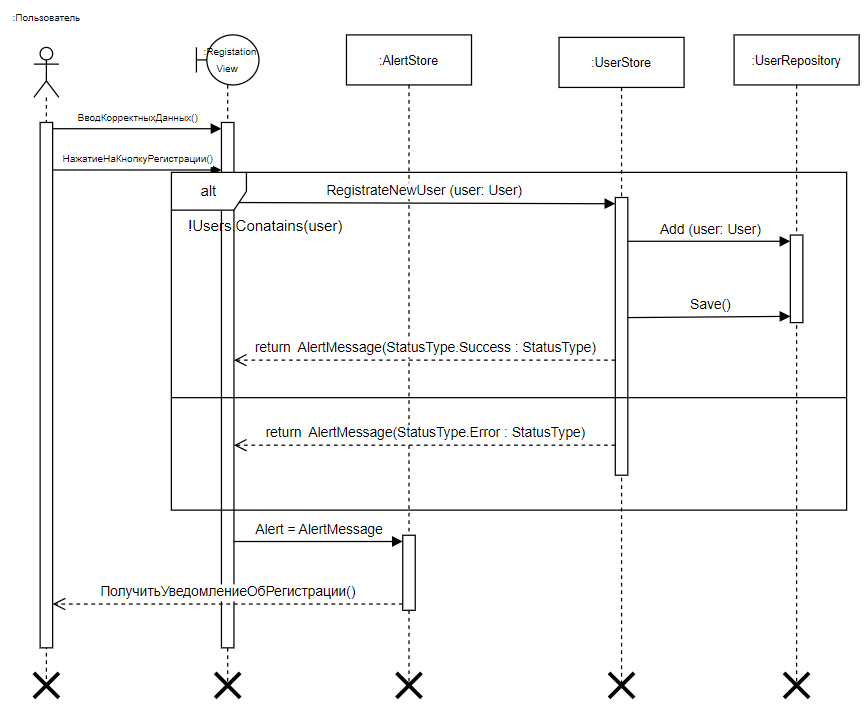 :Пользователь
:Registation
View
:AlertStore
:UserStore
:UserRepository
ВводКорректныхДанных()
НажатиеНаКнопкуРегистрации()
alt
RegistrateNewUser (user: User)
!Users.Conatains(user)
Add (user: User)
Save()
return AlertMessage(StatusType.Success : StatusType)
return AlertMessage(StatusType.Error : StatusType)
Alert = AlertMessage
ПолучитьУведомлениеОбРегистрации()